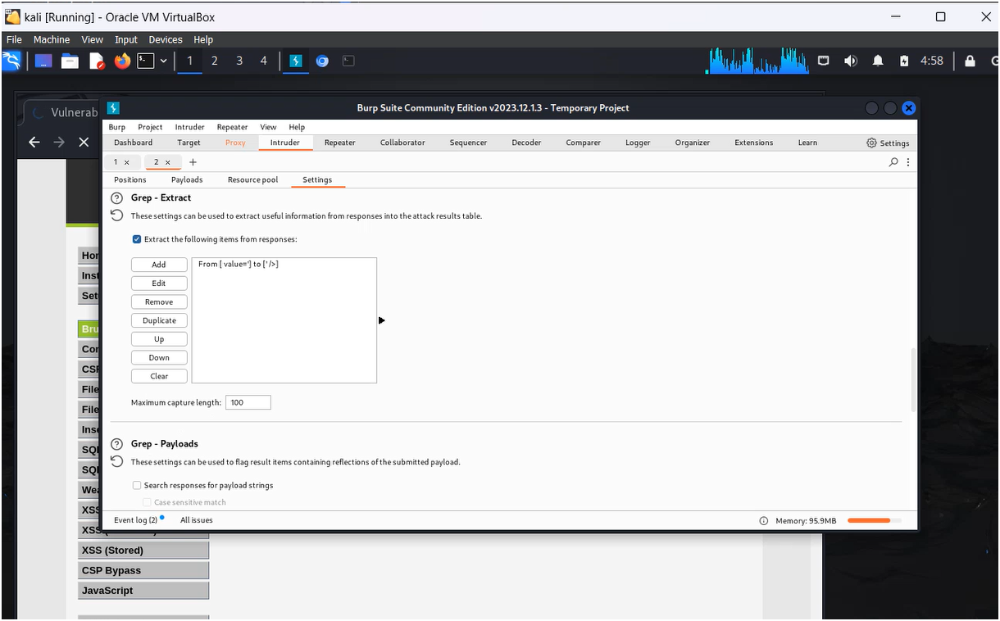 kali [Running] - Oracle VM VirtualBox
File Machine View Input Devices Help
1 2 3 4 4:58
Burp Suite Community Edition v2023.12.1.3 - Temporary Project
Burp Project Intruder Repeater View Help
Dashboard Target Proxy Intruder Repeater Collaborator Sequencer Decoder Comparer Logger Organizer Extensions Learn Settings
1 × 2 × +
Positions Payloads Resource pool Settings
Grep - Extract
These settings can be used to extract useful information from responses into the attack results table.
Extract the following items from responses:
Add
Edit
Remove
Duplicate
Up
Down
Clear
From [ value='] to [' />]
Maximum capture length: 100
Grep - Payloads
These settings can be used to flag result items containing reflections of the submitted payload.
Search responses for payload strings
Case sensitive match
Event log (2) All issues Memory: 95.9MB
Vulnerab
Hor
Inst
Set
Bru
Cor
CSF
File
File
Inse
SQI
SQI
Wea
XSS
XSS
XSS (Stored)
CSP Bypass
JavaScript